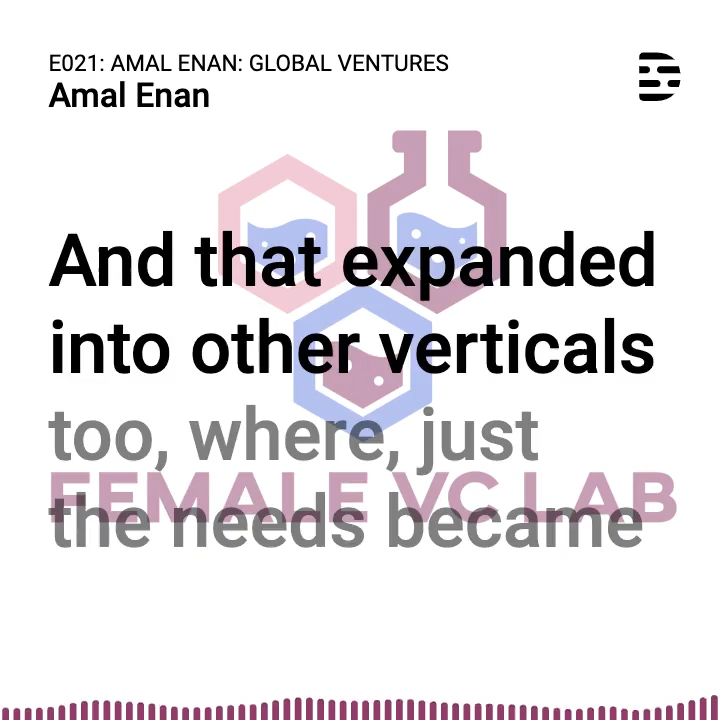 E021: AMAL ENAN: GLOBAL VENTURES
Amal Enan
And that expanded
into other verticals
too, where, just
FEMALE VC LAB
the needs became